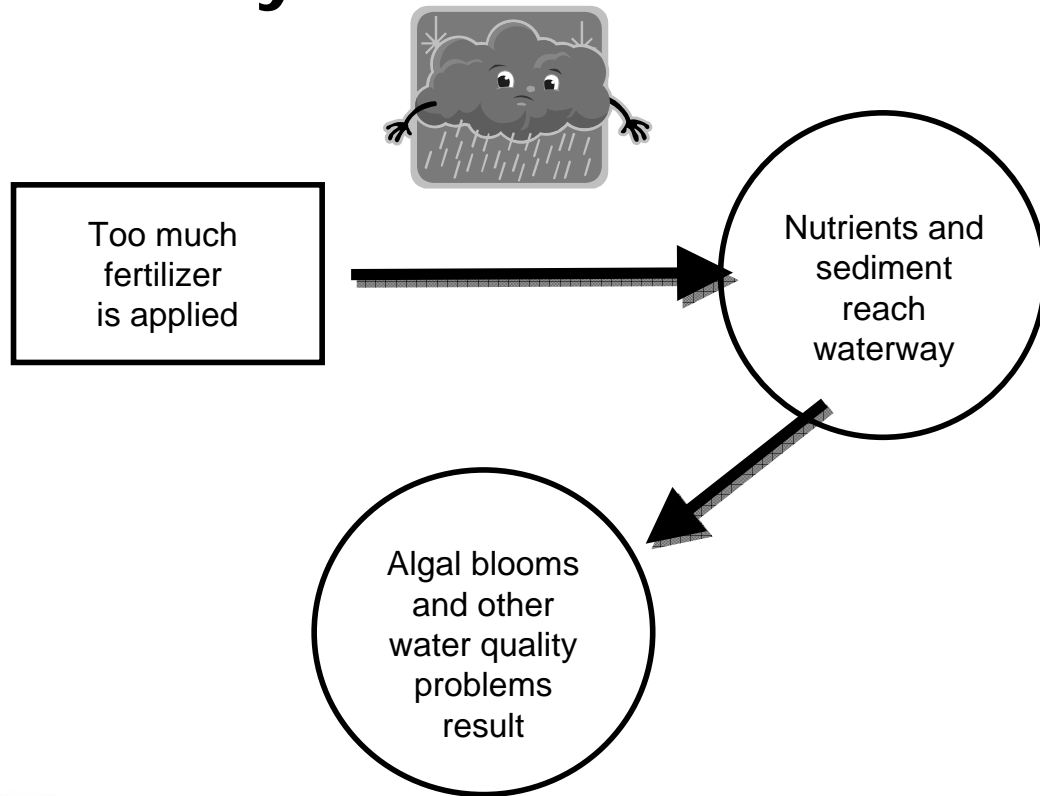 Too much
fertilizer
is applied
Nutrients and
sediment
reach
waterway
Algal blooms
and other
water quality
problems
result